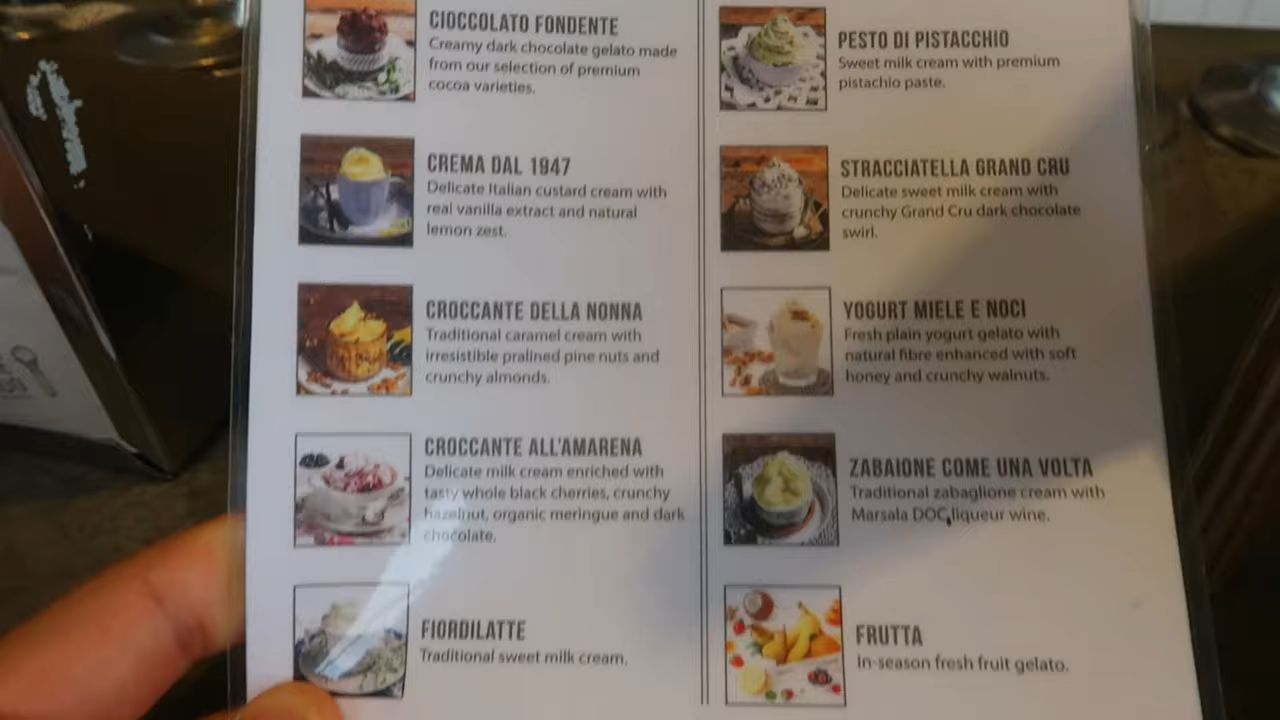 CIOCCOLATO FONDENTE
Creamy dark chocolate gelato made
from our selection of premium
cocoa varieties.
CREMA DAL 1947
Delicate Italian custard cream with
real vanilla extract and natural
lemon zest.
CROCCANTE DELLA NONNA
Traditional caramel cream with
irresistible pralined pine nuts and
crunchy almonds.
CROCCANTE ALL'AMARENA
Delicate milk cream enriched with
tasty whole black cherries, crunchy
hazelnut, organic meringue and dark
chocolate.
FIORDILATTE
Traditional sweet milk cream.
PESTO DI PISTACCHIO
Sweet milk cream with premium
pistachio paste.
STRACCIATELLA GRAND CRU
Delicate sweet milk cream with
crunchy Grand Cru dark chocolate
swirl.
YOGURT MIELE E NOCI
Fresh plain yogurt gelato with
natural fibre enhanced with soft
honey and crunchy walnuts.
ZABAIONE COME UNA VOLTA
Traditional zabaglione cream with
Marsala DOC liqueur wine.
FRUTTA
In-season fresh fruit gelato.